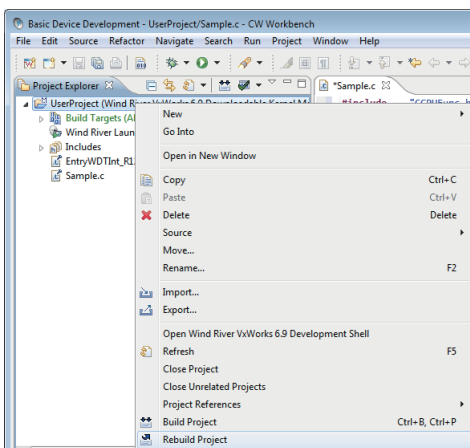 Basic Device Development - UserProject/Sample.c - CW Workbench
File Edit Source Refactor Navigate Search Run Project Window Help
Project Explorer *Sample.c
UserProject (Wind River VxWorks 6.9 Downloadable Kernel M
#include
Build Targets (Al
Wind River Laun
Includes
EntryWDTInt_R1
Sample.c
New
Go Into
Open in New Window
Copy Ctrl+C
Paste Ctrl+V
Delete Delete
Source
Move...
Rename... F2
Import...
Export...
Open Wind River VxWorks 6.9 Development Shell
Refresh F5
Close Project
Close Unrelated Projects
Project References
Build Project Ctrl+B, Ctrl+P
Rebuild Project